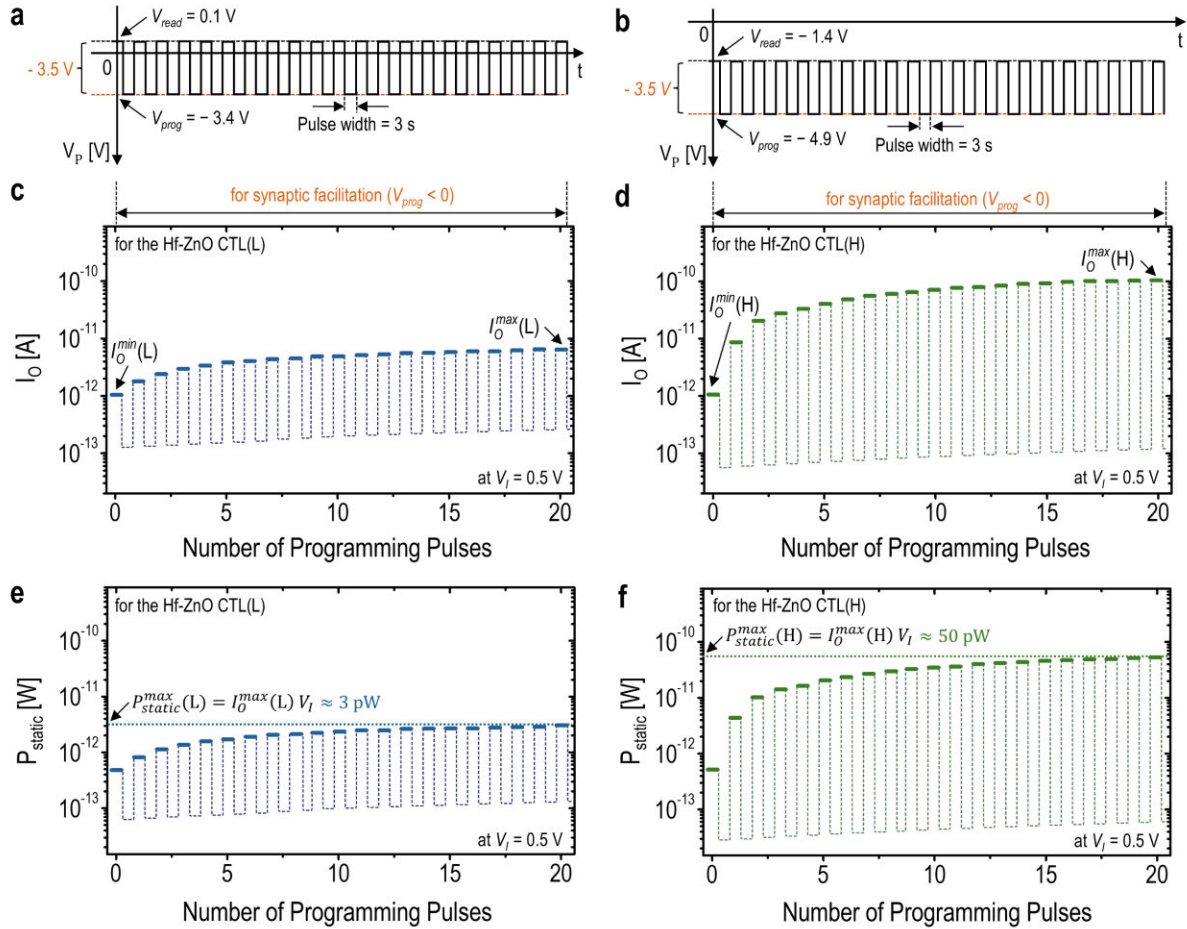 a
V_read = 0.1 V
- 3.5 V
0
t
V_prog = − 3.4 V
Pulse width = 3 s
V_P [V]
b
0
V_read = − 1.4 V
t
- 3.5 V
V_prog = − 4.9 V
Pulse width = 3 s
V_P [V]
c
for synaptic facilitation (V_prog < 0)
for the Hf-ZnO CTL(L)
I_O^min(L)
I_O^max(L)
I_O [A]
10^-10
10^-11
10^-12
10^-13
at V_I = 0.5 V
0 5 10 15 20
Number of Programming Pulses
d
for synaptic facilitation (V_prog < 0)
for the Hf-ZnO CTL(H)
I_O^min(H)
I_O^max(H)
I_O [A]
10^-10
10^-11
10^-12
10^-13
at V_I = 0.5 V
0 5 10 15 20
Number of Programming Pulses
e
for the Hf-ZnO CTL(L)
P_static^max(L) = I_O^max(L) V_I ≈ 3 pW
P_static [W]
10^-10
10^-11
10^-12
10^-13
at V_I = 0.5 V
0 5 10 15 20
Number of Programming Pulses
f
for the Hf-ZnO CTL(H)
P_static^max(H) = I_O^max(H) V_I ≈ 50 pW
P_static [W]
10^-10
10^-11
10^-12
10^-13
at V_I = 0.5 V
0 5 10 15 20
Number of Programming Pulses